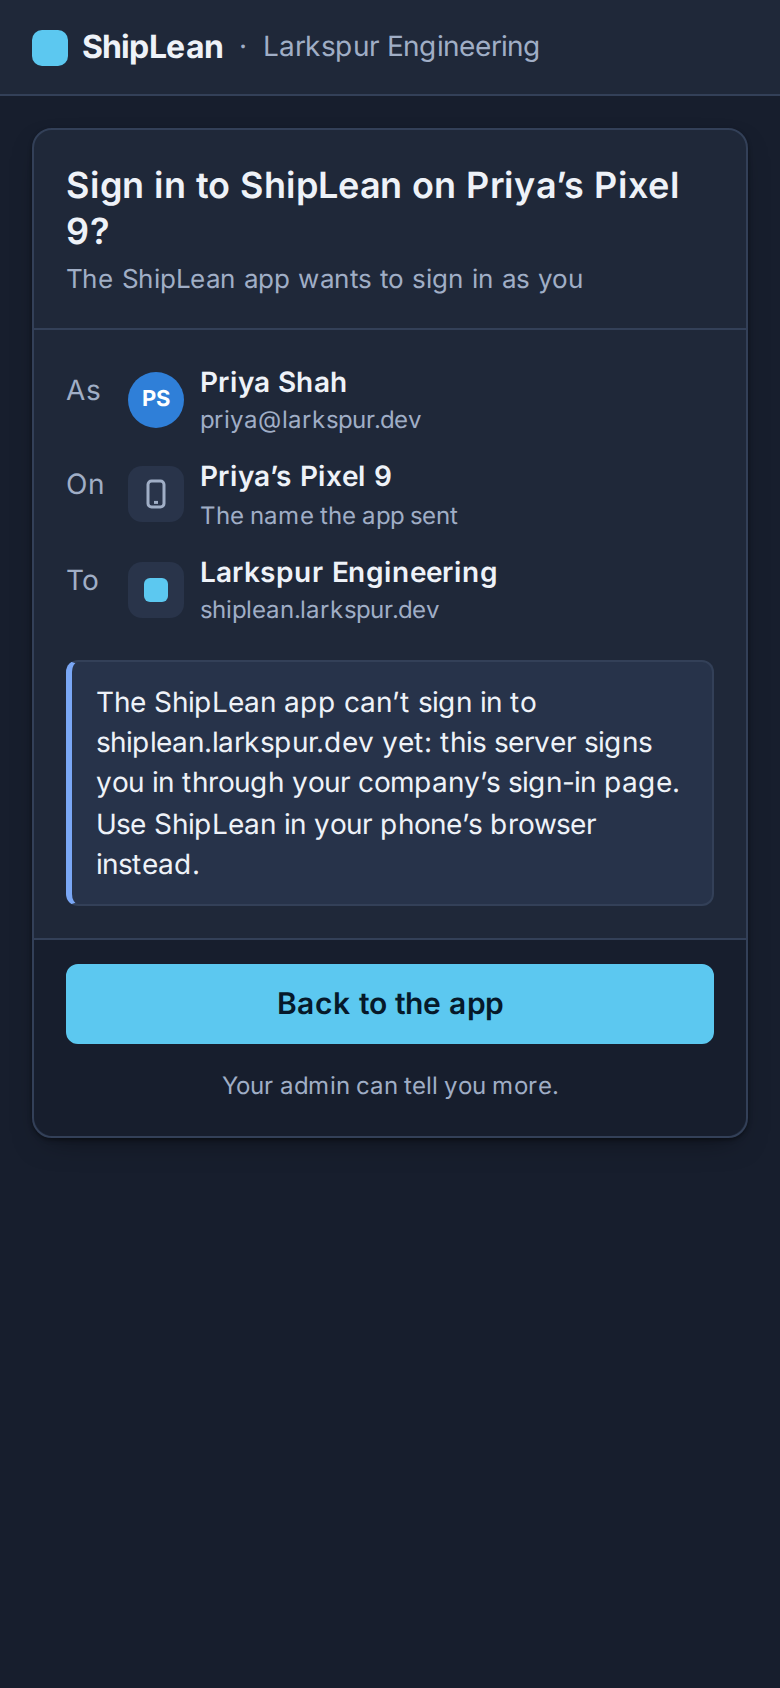 ShipLean · Larkspur Engineering
Sign in to ShipLean on Priya’s Pixel
9?
The ShipLean app wants to sign in as you
As
PS
Priya Shah
priya@larkspur.dev
On
Priya’s Pixel 9
The name the app sent
To
Larkspur Engineering
shiplean.larkspur.dev
The ShipLean app can’t sign in to
shiplean.larkspur.dev yet: this server signs
you in through your company’s sign-in page.
Use ShipLean in your phone’s browser
instead.
Back to the app
Your admin can tell you more.